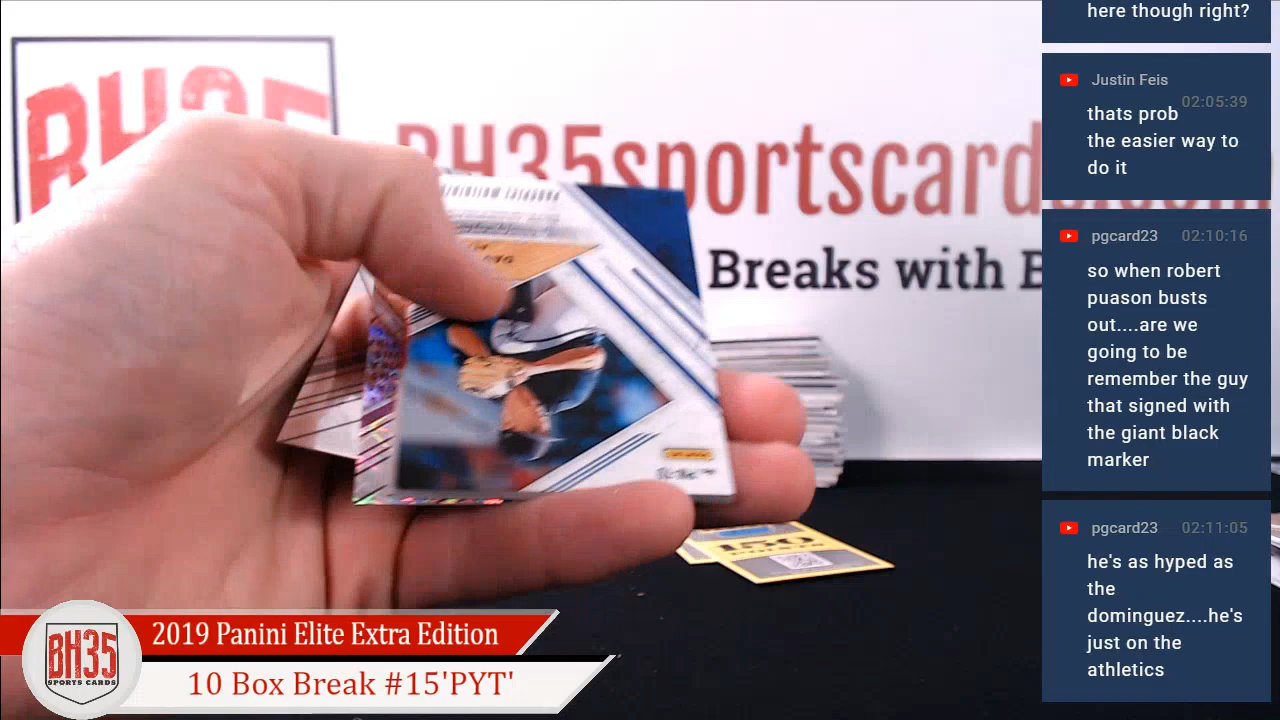 BH35
BH35sportscards.com
Breaks with B
150
BH35
SPORTS CARDS
2019 Panini Elite Extra Edition
10 Box Break #15'PYT'
here though right?
Justin Feis
02:05:39
thats prob
the easier way to
do it
pgcard23 02:10:16
so when robert
puason busts
out....are we
going to be
remember the guy
that signed with
the giant black
marker
pgcard23 02:11:05
he's as hyped as
the
dominguez....he's
just on the
athletics